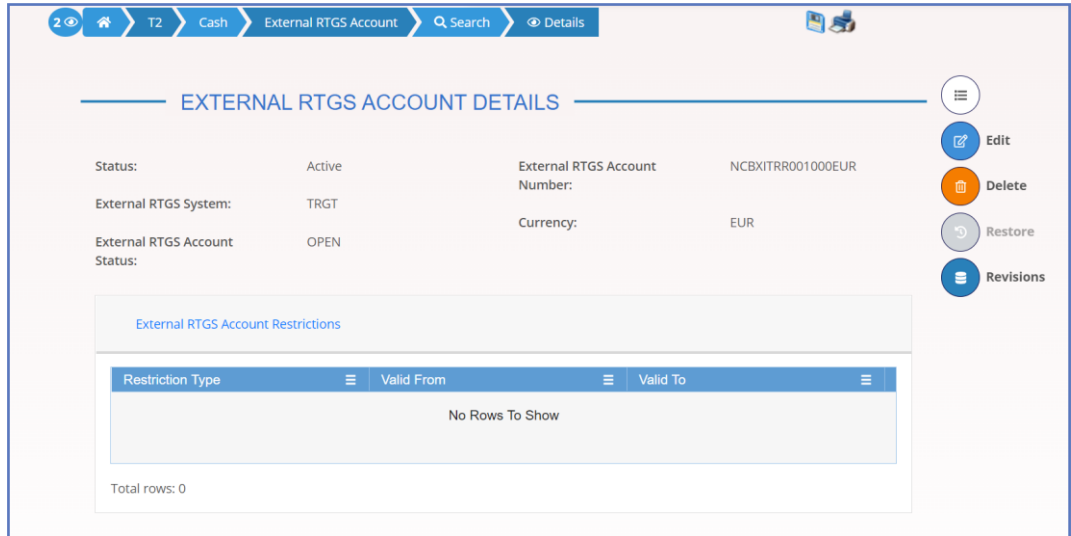 2 T2 Cash External RTGS Account Search Details
EXTERNAL RTGS ACCOUNT DETAILS
Edit
Delete
Restore
Revisions
Status: Active
External RTGS System: TRGT
External RTGS Account OPEN
Status:
External RTGS Account NCBXITRR001000EUR
Number:
Currency: EUR
External RTGS Account Restrictions
Restriction Type Valid From Valid To
No Rows To Show
Total rows: 0